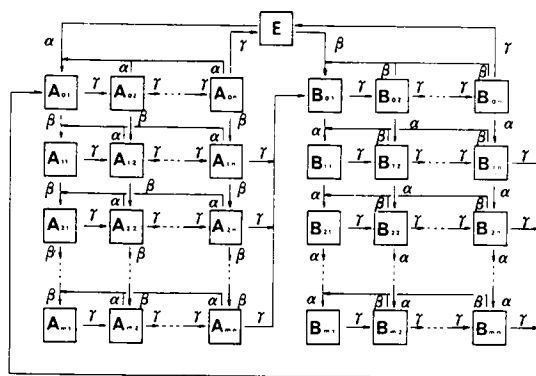 E
α γ β γ
α α β β
A₀₁ γ A₀₂ γ γ A₀ₙ B₀₁ γ B₀₂ γ γ B₀ₙ
β β β α α α
α α β β
A₁₁ γ A₁₂ γ γ A₁ₙ γ B₁₁ γ B₁₂ γ γ B₁ₙ γ
β β β α α α
α α β β
A₂₁ γ A₂₂ γ γ A₂ₙ γ B₂₁ γ B₂₂ γ γ B₂ₙ γ
β β β α α α
β β β α α α
α α β β
Aₘ₁ γ Aₘ₂ γ γ Aₘₙ γ Bₘ₁ γ Bₘ₂ γ γ Bₘₙ γ